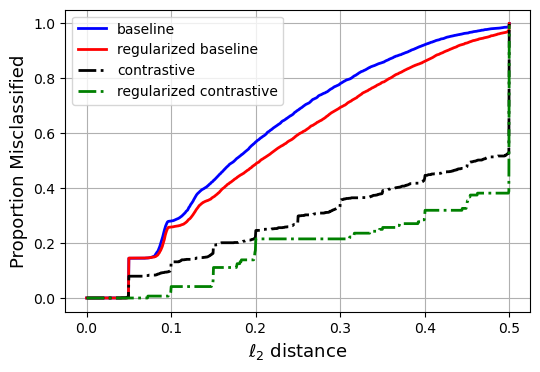 baseline
regularized baseline
contrastive
regularized contrastive
Proportion Misclassified
1.0
0.8
0.6
0.4
0.2
0.0
0.0 0.1 0.2 0.3 0.4 0.5
ℓ₂ distance